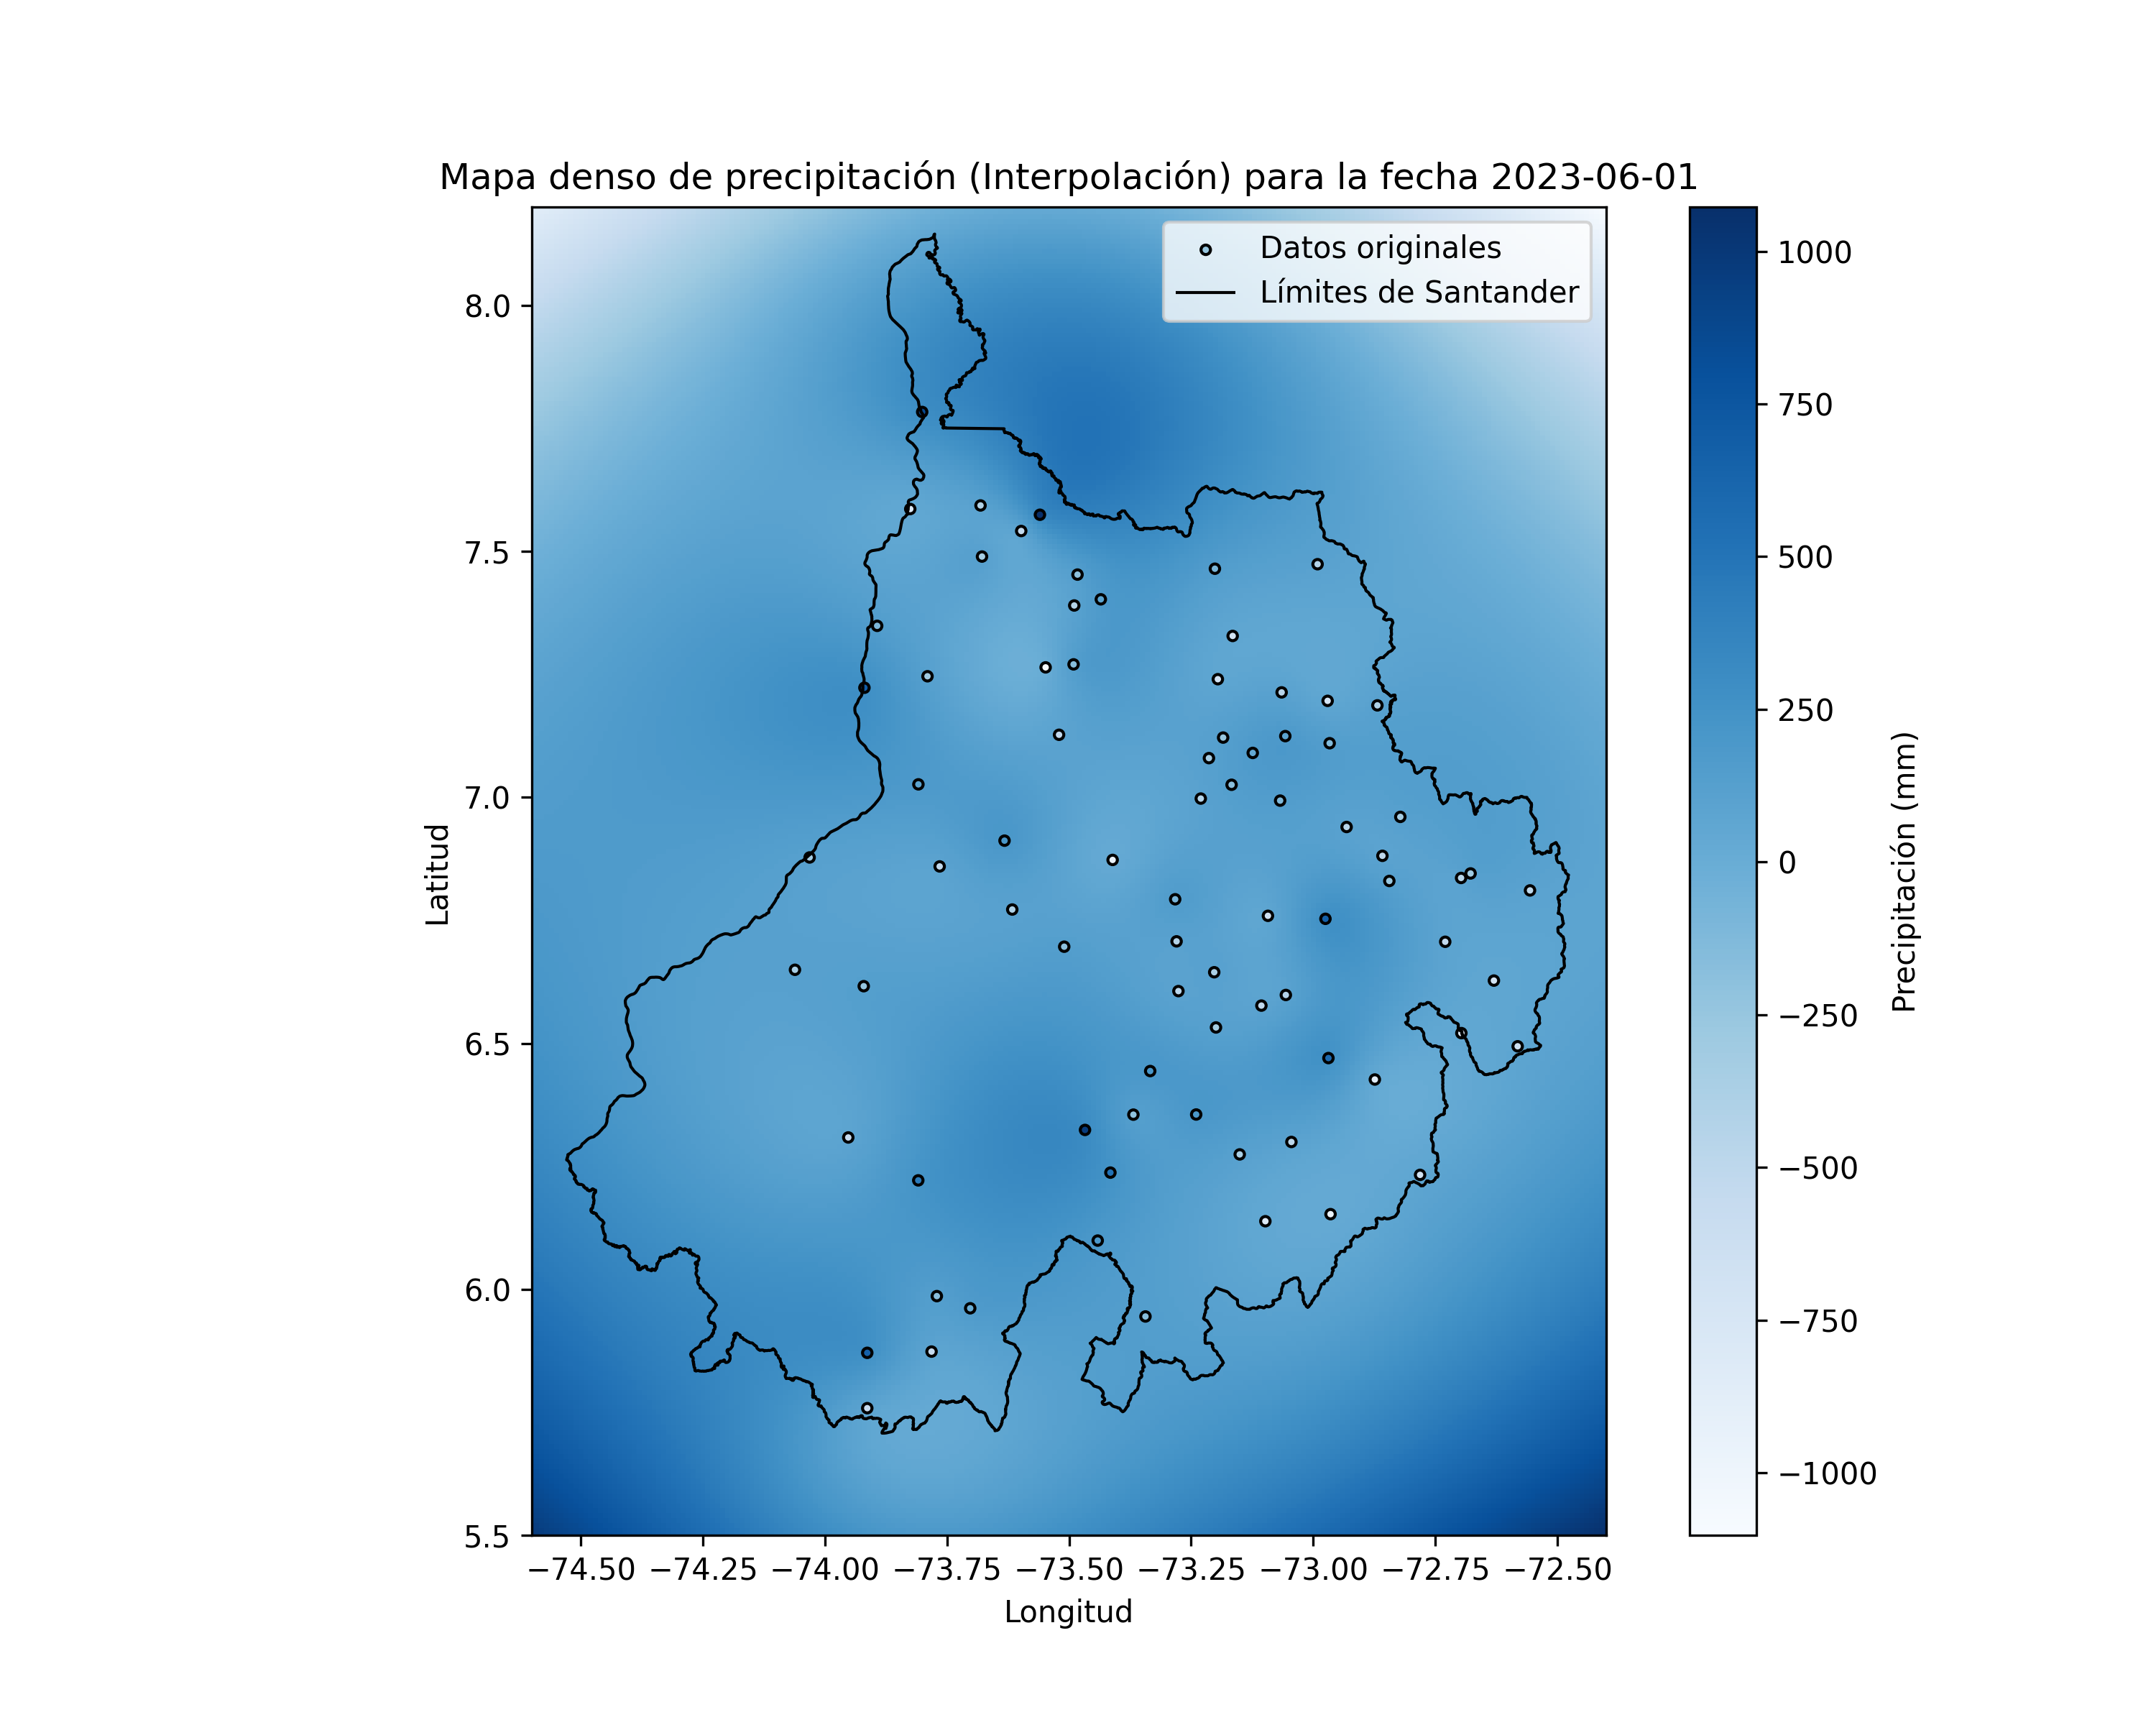 Mapa denso de precipitación (Interpolación) para la fecha 2023-06-01
Datos originales
Límites de Santander
8.0
7.5
7.0
6.5
6.0
5.5
Latitud
−74.50 −74.25 −74.00 −73.75 −73.50 −73.25 −73.00 −72.75 −72.50
Longitud
1000
750
500
250
0
−250
−500
−750
−1000
Precipitación (mm)